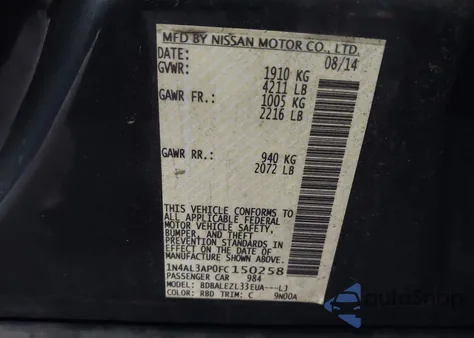 MFD BY NISSAN MOTOR CO., LTD.
DATE: 08/14
GVWR: 1910 KG
4211 LB
GAWR FR.: 1005 KG
2216 LB
GAWR RR.: 940 KG
2072 LB
THIS VEHICLE CONFORMS TO
ALL APPLICABLE FEDERAL
MOTOR VEHICLE SAFETY,
BUMPER, AND THEFT
PREVENTION STANDARDS IN
EFFECT ON THE DATE OF
MANUFACTURE SHOWN ABOVE.
1N4AL3AP0FC150258
PASSENGER CAR 984
MODEL: BDBALEZL33EUA---LJ
COLOR: RBD TRIM: C 9N00A
autoSnap